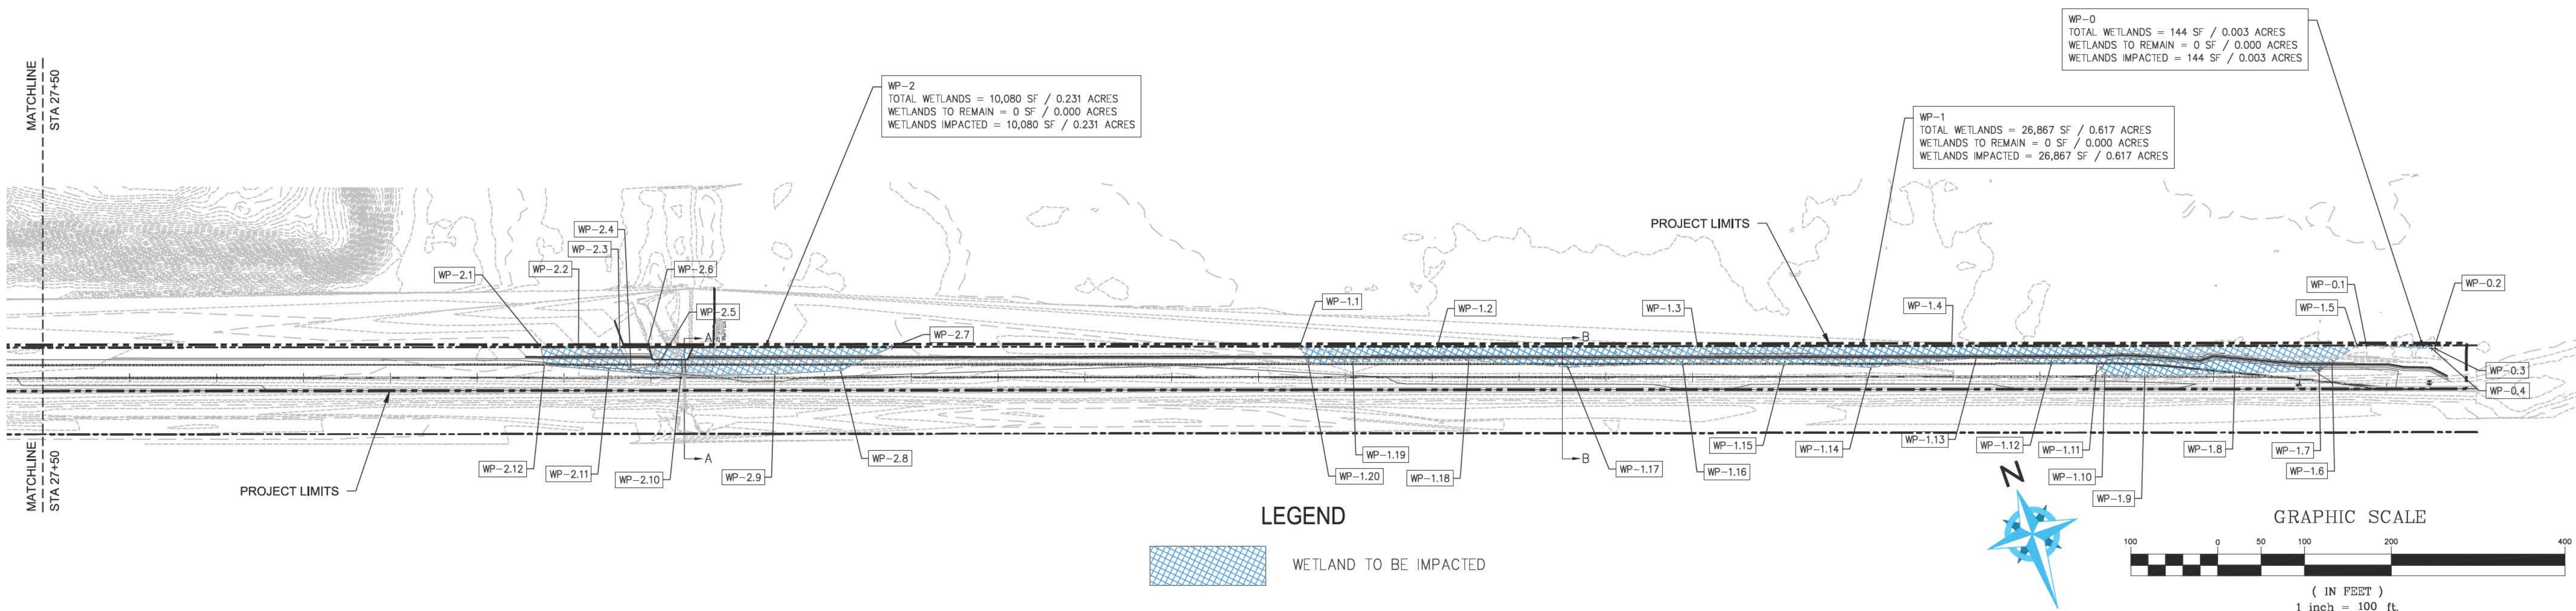 WP-0
TOTAL WETLANDS = 144 SF / 0.003 ACRES
WETLANDS TO REMAIN = 0 SF / 0.000 ACRES
WETLANDS IMPACTED = 144 SF / 0.003 ACRES
MATCHLINE
STA 27+50
WP-2
TOTAL WETLANDS = 10,080 SF / 0.231 ACRES
WETLANDS TO REMAIN = 0 SF / 0.000 ACRES
WETLANDS IMPACTED = 10,080 SF / 0.231 ACRES
WP-1
TOTAL WETLANDS = 26,867 SF / 0.617 ACRES
WETLANDS TO REMAIN = 0 SF / 0.000 ACRES
WETLANDS IMPACTED = 26,867 SF / 0.617 ACRES
PROJECT LIMITS
WP-2.4
WP-2.3
WP-2.2
WP-2.1
WP-2.6
WP-2.5
WP-2.7
WP-1.1
WP-1.2
WP-1.3
WP-1.4
WP-0.1
WP-1.5
WP-0.2
A
B
WP-0.3
WP-0.4
A
B
WP-2.12
WP-2.11
WP-2.10
WP-2.9
WP-2.8
WP-1.19
WP-1.20
WP-1.18
WP-1.17
WP-1.16
WP-1.15
WP-1.14
WP-1.13
WP-1.12
WP-1.11
WP-1.10
WP-1.9
WP-1.8
WP-1.7
WP-1.6
MATCHLINE
STA 27+50
PROJECT LIMITS
LEGEND
WETLAND TO BE IMPACTED
N
GRAPHIC SCALE
100 0 50 100 200 400
( IN FEET )
1 inch = 100 ft.